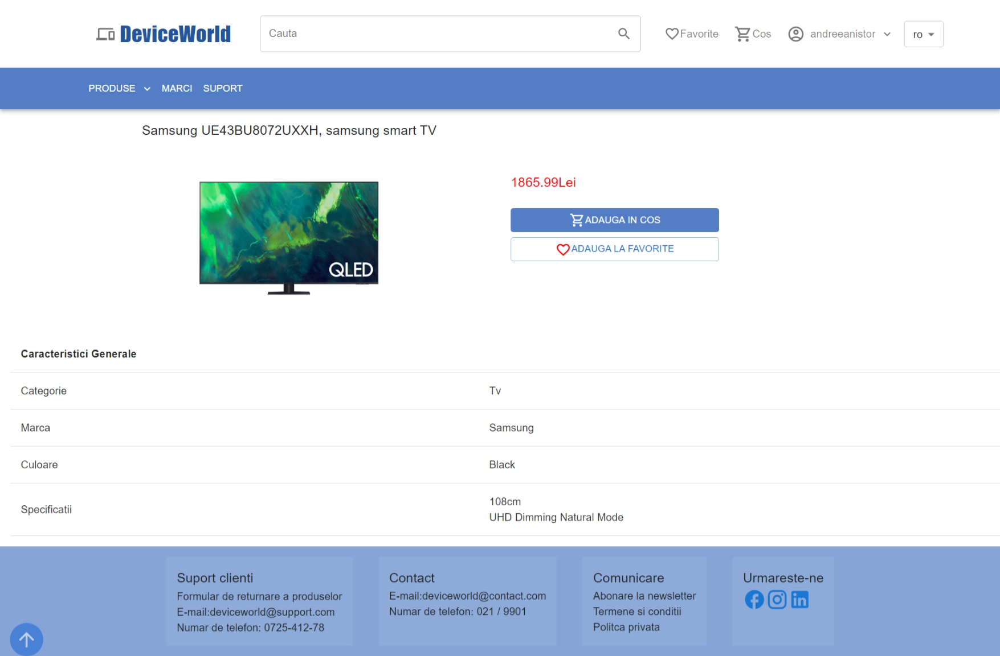 DeviceWorld
Cauta
Favorite
Cos
andreeanistor
ro
PRODUSE
MARCI
SUPORT
Samsung UE43BU8072UXXH, samsung smart TV
1865.99Lei
ADAUGA IN COS
ADAUGA LA FAVORITE
QLED
Caracteristici Generale
Categorie
Tv
Marca
Samsung
Culoare
Black
Specificatii
108cm
UHD Dimming Natural Mode
Suport clienti
Formular de returnare a produselor
E-mail:deviceworld@support.com
Numar de telefon: 0725-412-78
Contact
E-mail:deviceworld@contact.com
Numar de telefon: 021 / 9901
Comunicare
Abonare la newsletter
Termene si conditii
Politca privata
Urmareste-ne